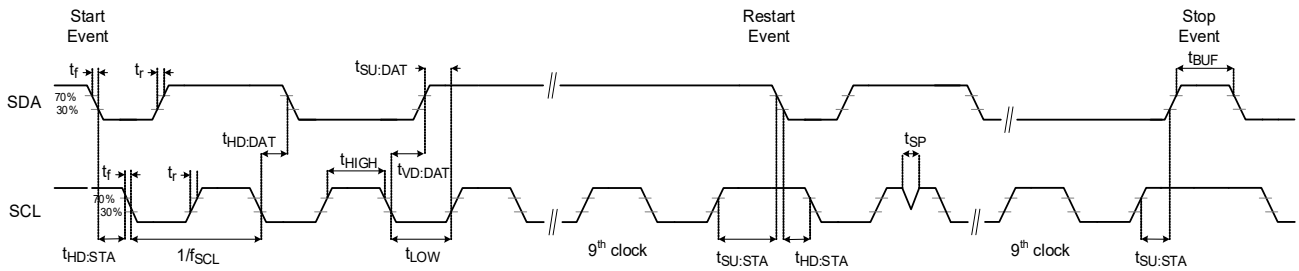 Start
Event
Restart
Event
Stop
Event
tf
tr
tSU:DAT
tBUF
SDA
70%
30%
tHD:DAT
tHIGH
tVD:DAT
tSP
tf
tr
SCL
70%
30%
tHD:STA
1/fSCL
tLOW
9th clock
tSU:STA
tHD:STA
9th clock
tSU:STA